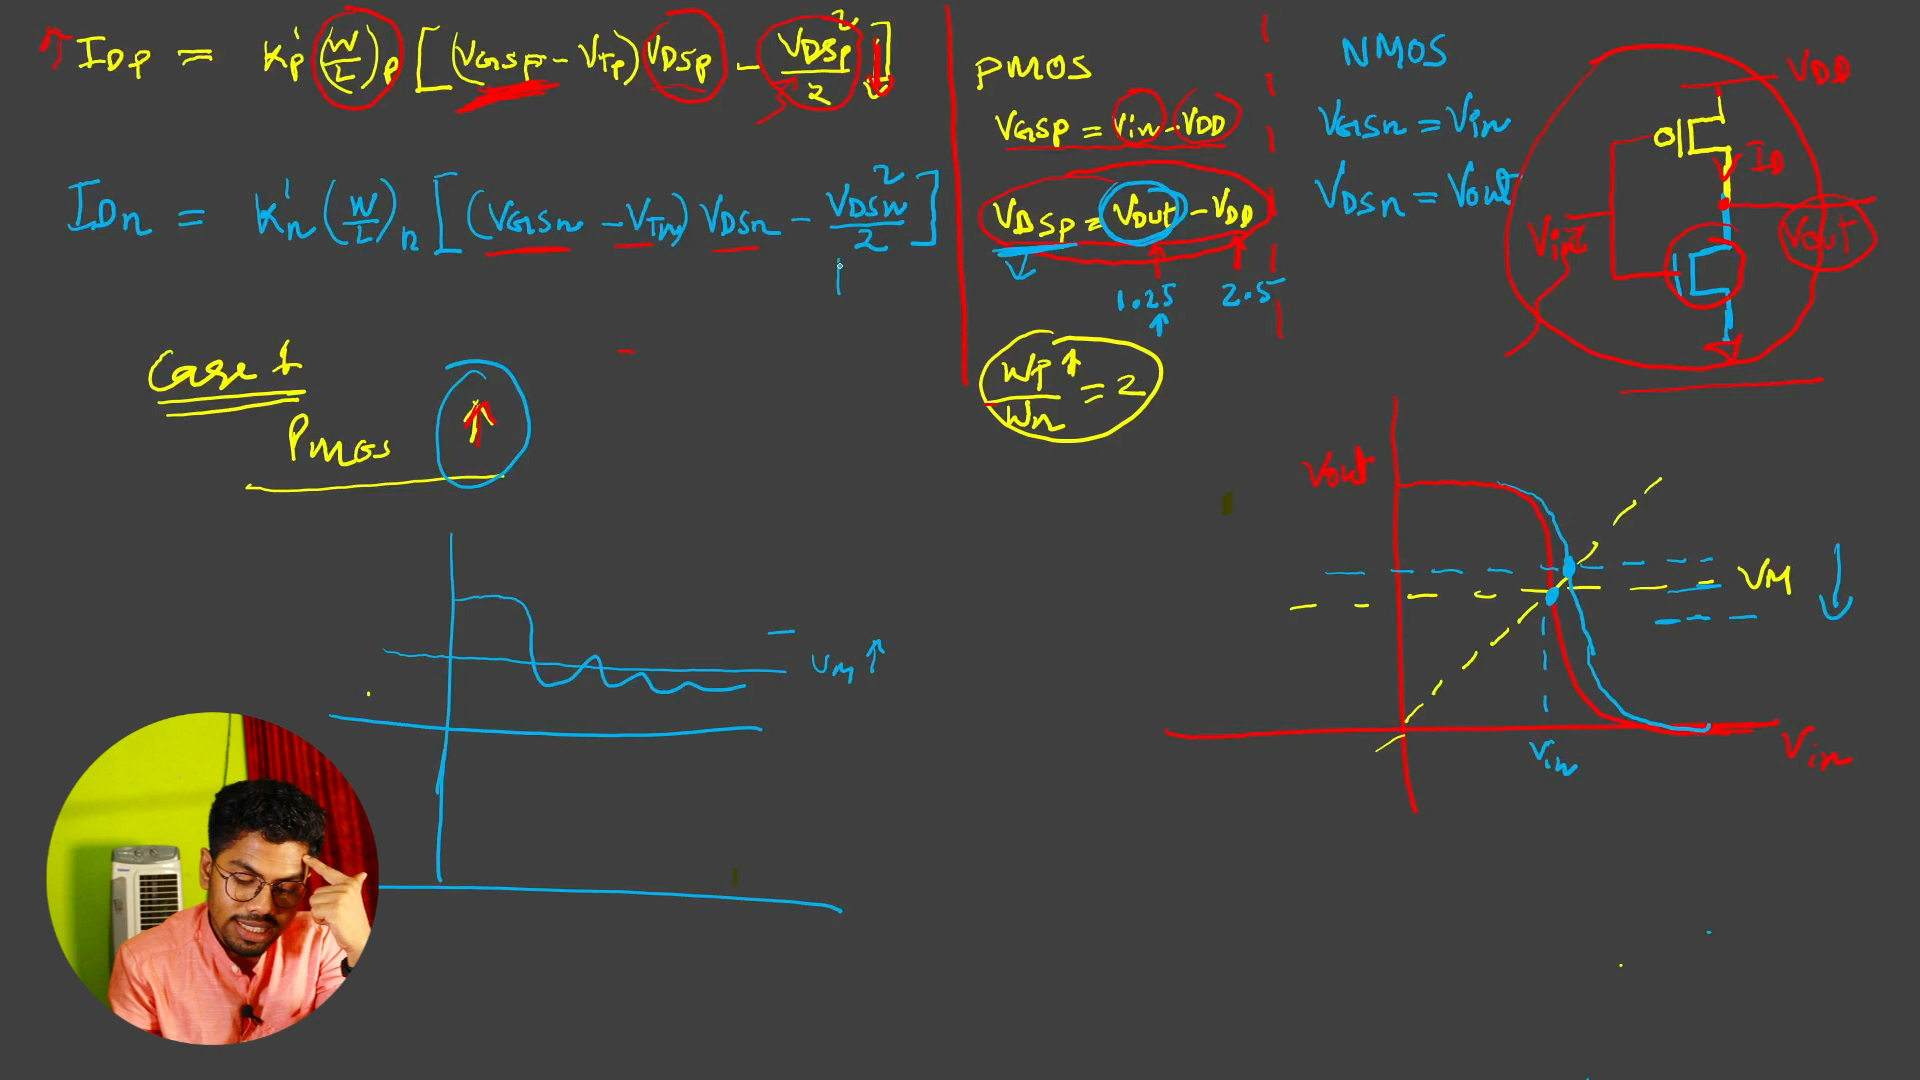 ↑ IDp = K'p (W/L)p [(VGSP - VTp) VDSp - VDSp²/2]
IDn = K'n (W/L)n [(VGSn - VTn) VDSn - VDSn²/2]
PMOS
VGSP = Vin - VDD
VDSP = VOut - VDD
1.25 2.5
↑
Wp↑/Wn = 2
NMOS
VGSn = Vin
VDSn = Vout
VDD
ID
Vin
Vout
Case 1
PMOS ↑
VM ↑
Vout
VM ↓
Vin
Vin